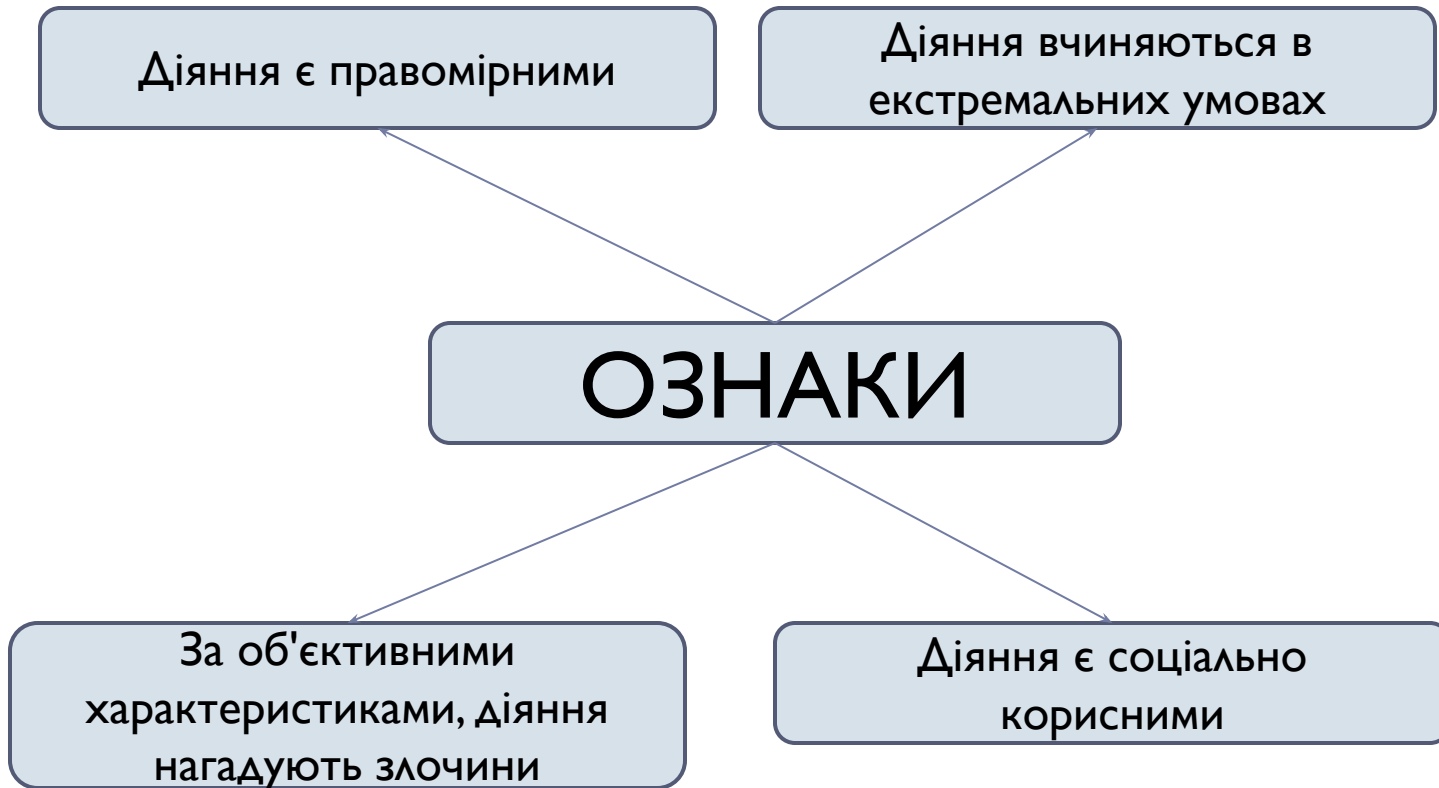 Діяння є правомірними
Діяння вчиняються в
екстремальних умовах
ОЗНАКИ
За об'єктивними
характеристиками, діяння
нагадують злочини
Діяння є соціально
корисними